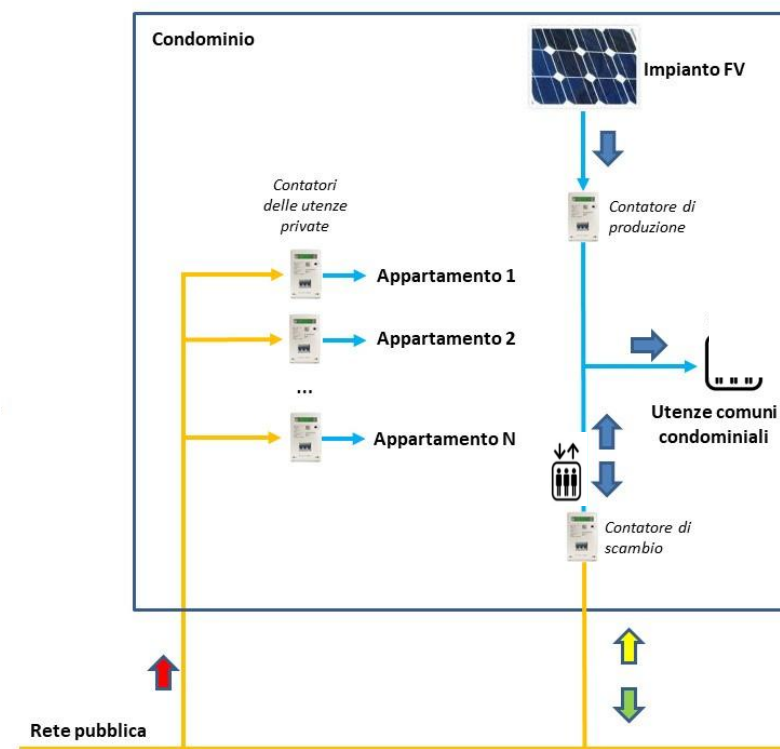 Condominio
Impianto FV
Contatori
delle utenze
private
Contatore di
produzione
Appartamento 1
Appartamento 2
...
Appartamento N
Utenze comuni
condominiali
Contatore di
scambio
Rete pubblica